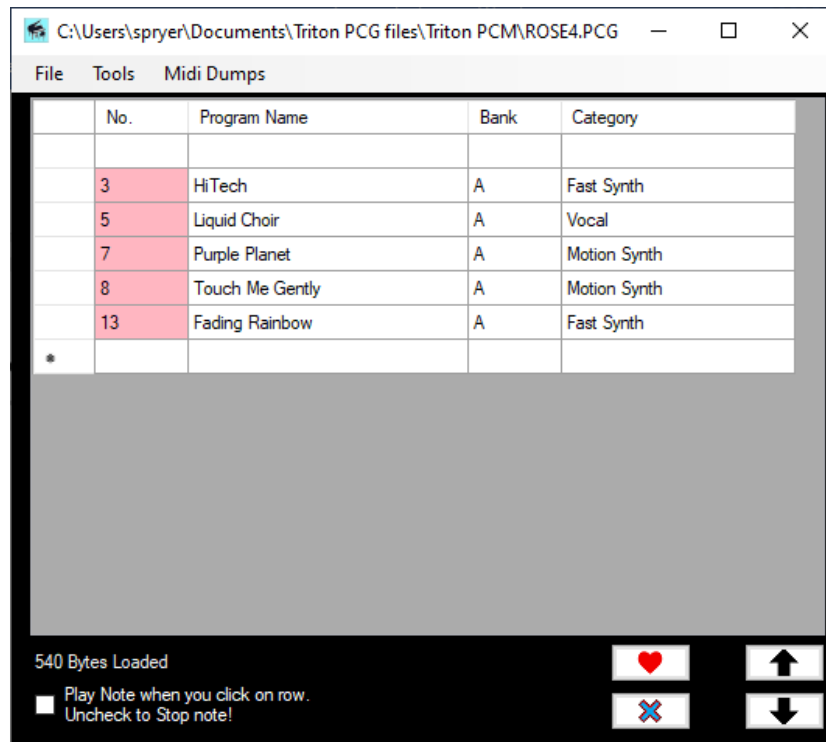 C:\Users\spryer\Documents\Triton PCG files\Triton PCM\ROSE4.PCG
File Tools Midi Dumps
No. Program Name Bank Category
3 HiTech A Fast Synth
5 Liquid Choir A Vocal
7 Purple Planet A Motion Synth
8 Touch Me Gently A Motion Synth
13 Fading Rainbow A Fast Synth
*
540 Bytes Loaded
Play Note when you click on row.
Uncheck to Stop note!